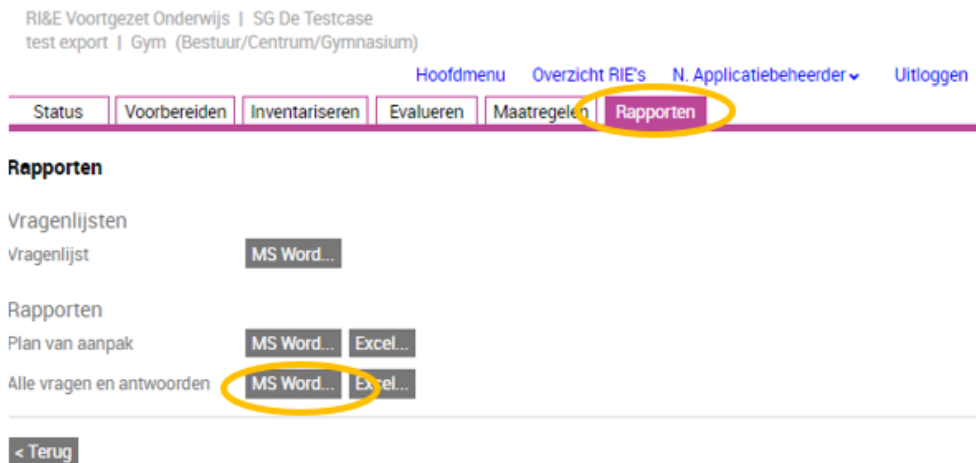 RI&E Voortgezet Onderwijs | SG De Testcase
test export | Gym (Bestuur/Centrum/Gymnasium)
Hoofdmenu Overzicht RIE's N. Applicatiebeheerder Uitloggen
Status Voorbereiden Inventariseren Evalueren Maatregelen Rapporten
Rapporten
Vragenlijsten
Vragenlijst MS Word...
Rapporten
Plan van aanpak MS Word... Excel...
Alle vragen en antwoorden MS Word... Excel...
< Terug